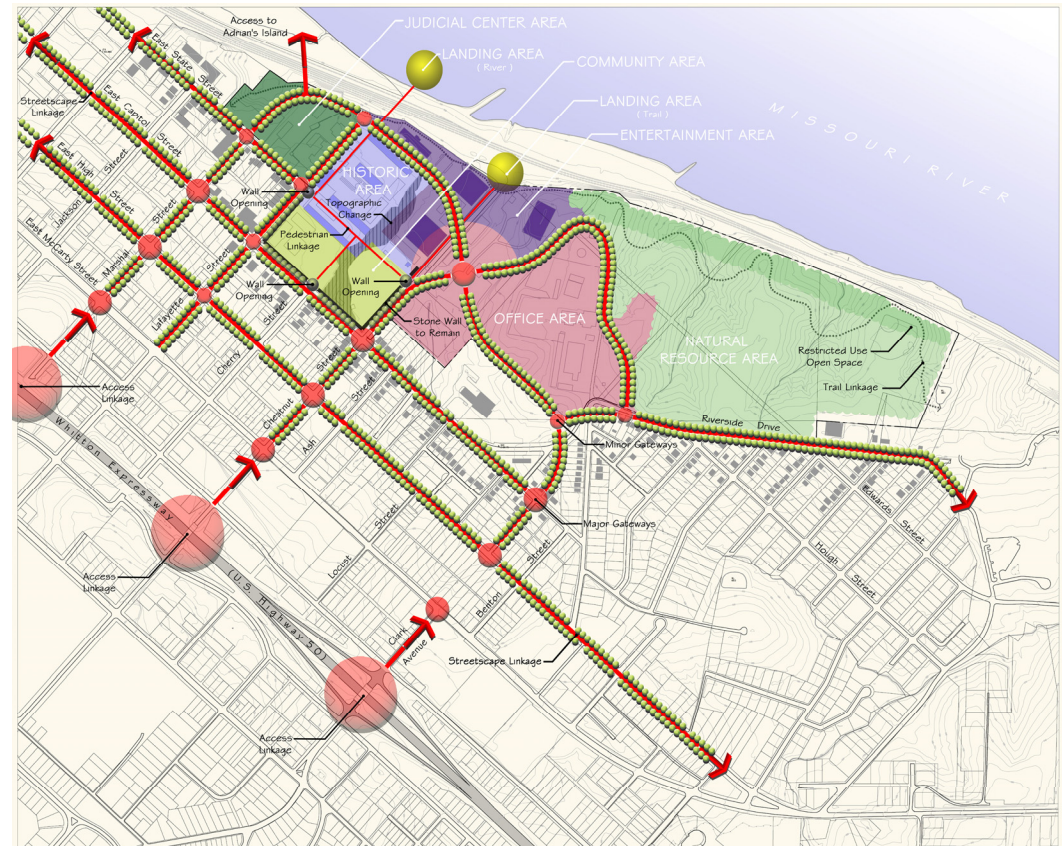 Access to
Adrian's Island
JUDICIAL CENTER AREA
LANDING AREA
( River )
COMMUNITY AREA
LANDING AREA
( Trail )
ENTERTAINMENT AREA
MISSOURI RIVER
East State Street
Streetscape
Linkage
East Capitol Street
East High Street
Jackson Street
East McCarty Street
Marshal Street
Lafayette Street
Cherry Street
Wall
Opening
HISTORIC
AREA
Topographic
Change
Pedestrian
Linkage
Wall
Opening
Wall
Opening
Stone Wall
to Remain
OFFICE AREA
NATURAL
RESOURCE AREA
Restricted Use
Open Space
Trail Linkage
Access
Linkage
Whitton Expressway
(U.S. Highway 50)
Chestnut Street
Ash Street
Riverside Drive
Minor Gateways
Major Gateways
Edwards Street
Hough Street
Locust Street
Benton Street
Access
Linkage
Clark
Avenue
Streetscape Linkage
Access
Linkage